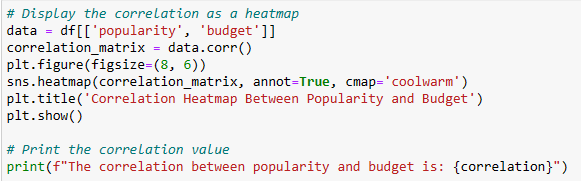 # Display the correlation as a heatmap
data = df[['popularity', 'budget']]
correlation_matrix = data.corr()
plt.figure(figsize=(8, 6))
sns.heatmap(correlation_matrix, annot=True, cmap='coolwarm')
plt.title('Correlation Heatmap Between Popularity and Budget')
plt.show()
# Print the correlation value
print(f"The correlation between popularity and budget is: {correlation}")